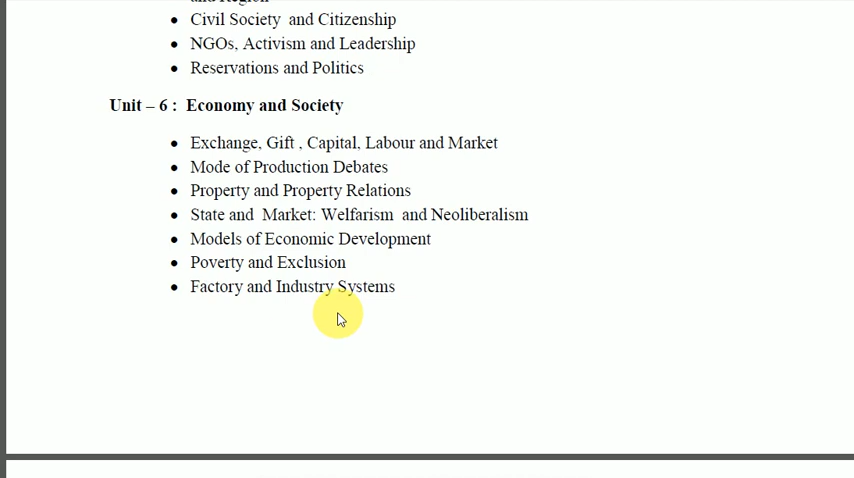 and Region
Civil Society and Citizenship
NGOs, Activism and Leadership
Reservations and Politics
Unit – 6 : Economy and Society
Exchange, Gift , Capital, Labour and Market
Mode of Production Debates
Property and Property Relations
State and Market: Welfarism and Neoliberalism
Models of Economic Development
Poverty and Exclusion
Factory and Industry Systems